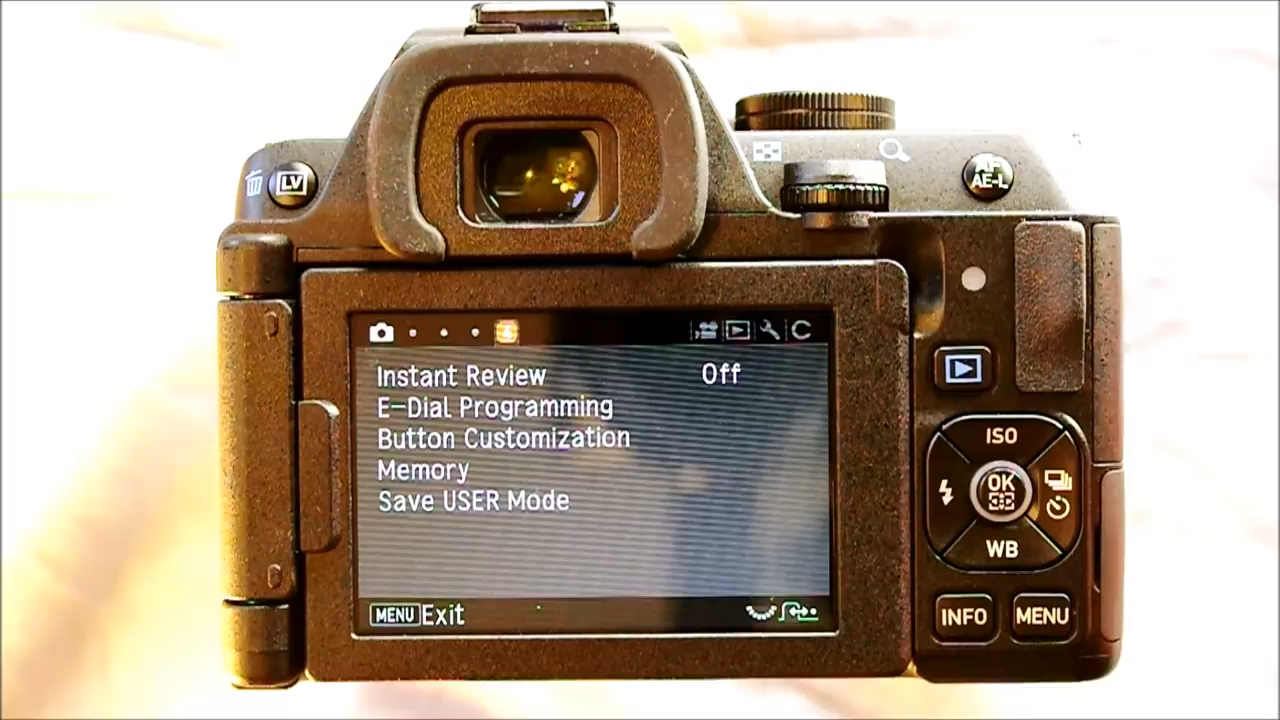 LV
AF
AE-L
4
C
Instant Review Off
E-Dial Programming
Button Customization
Memory
Save USER Mode
MENU Exit
ISO
OK
WB
INFO
MENU